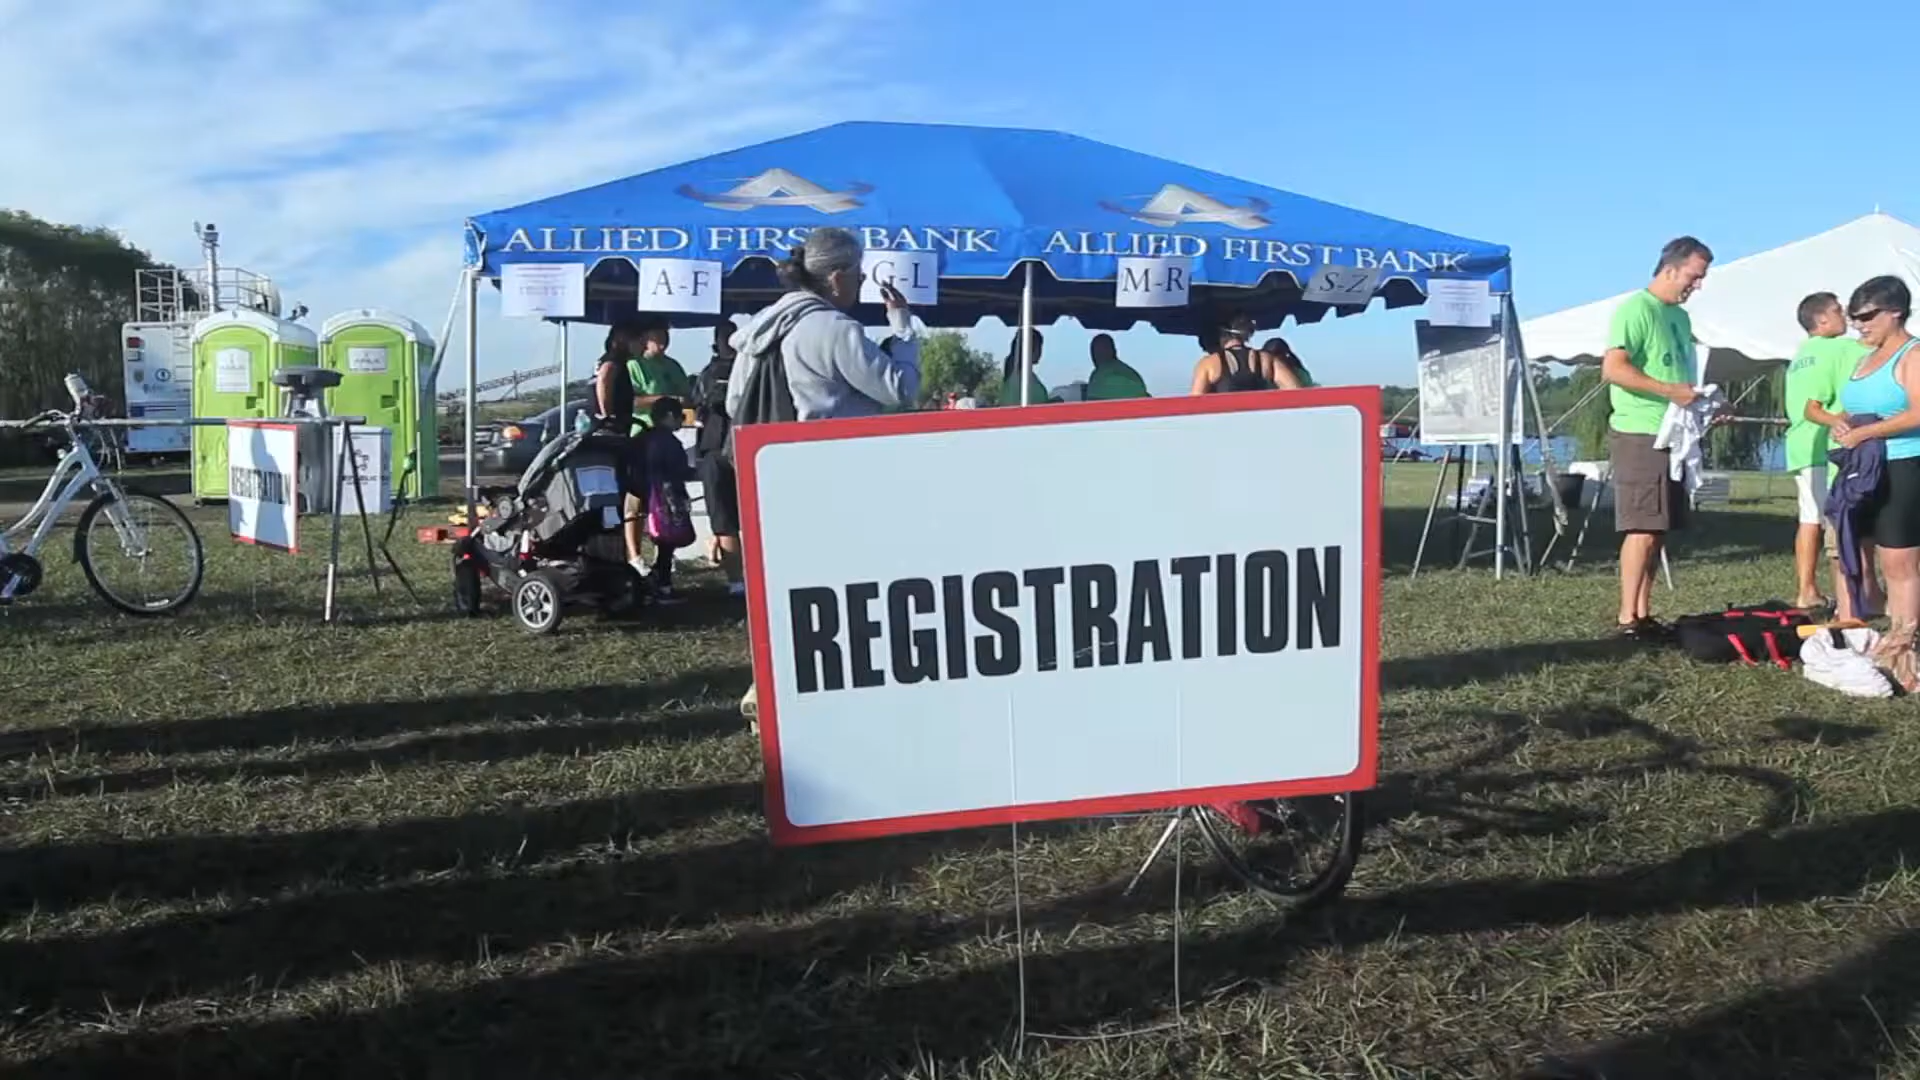 ALLIED FIRST BANK
ALLIED FIRST BANK
A-F
G-L
M-R
S-Z
REGISTRATION
REGISTRATION